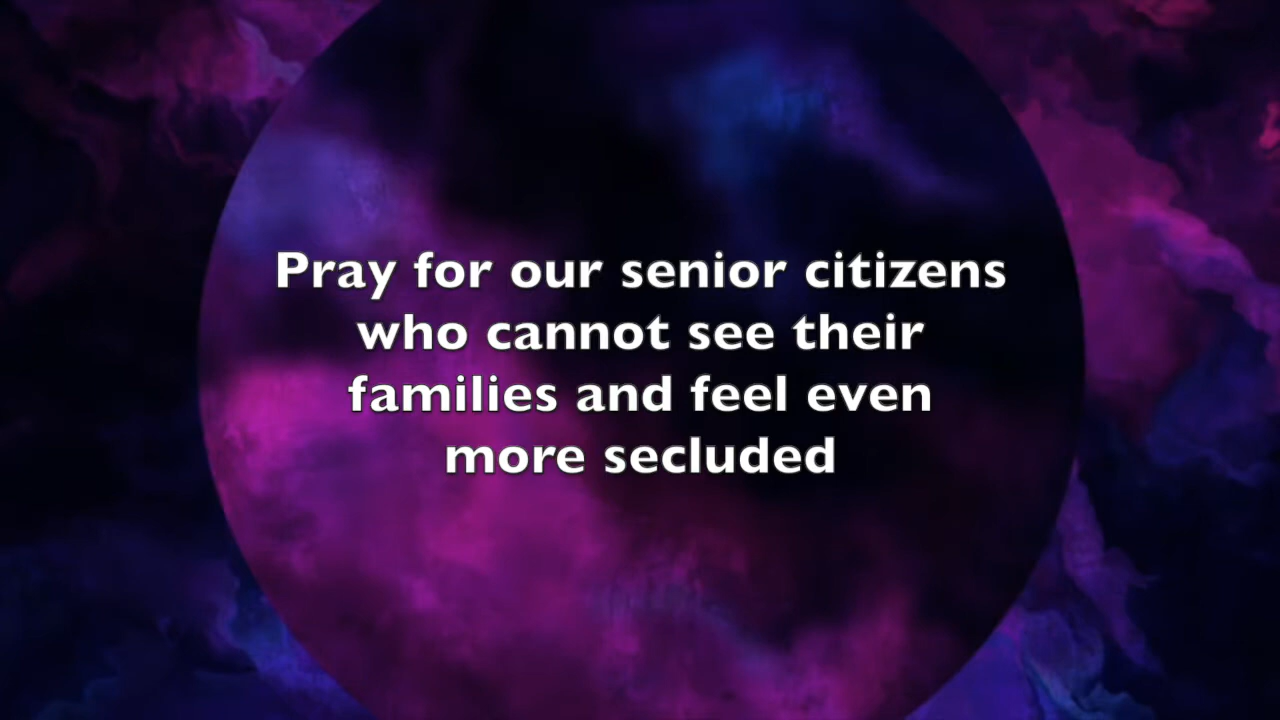 Pray for our senior citizens
who cannot see their
families and feel even
more secluded